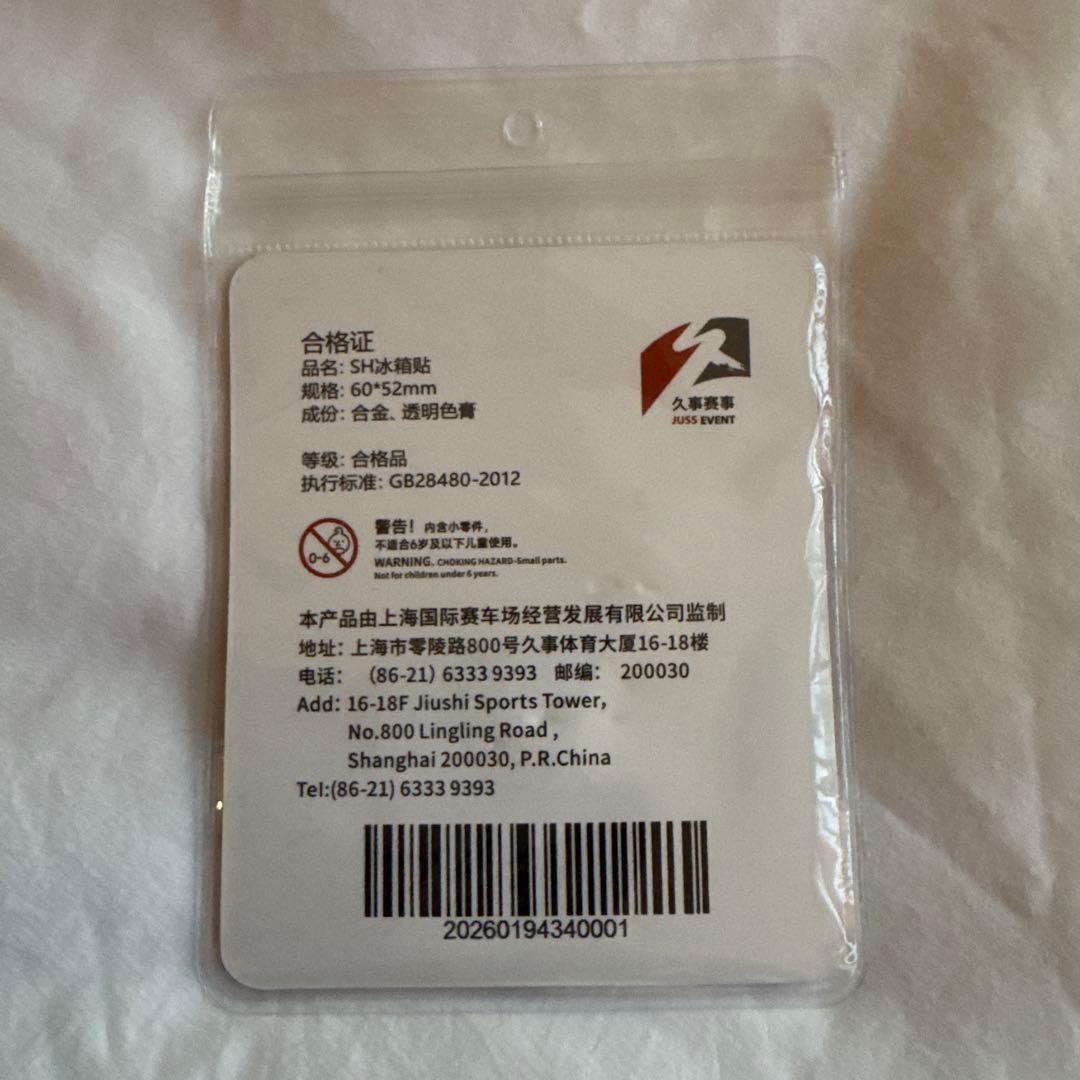 合格证
品名: SH冰箱贴
规格: 60*52mm
成份: 合金、透明色膏
久事赛事
JUSS EVENT
等级: 合格品
执行标准: GB28480-2012
0-6
警告！内含小零件，
不适合6岁及以下儿童使用。
WARNING. CHOKING HAZARD-Small parts.
Not for children under 6 years.
本产品由上海国际赛车场经营发展有限公司监制
地址: 上海市零陵路800号久事体育大厦16-18楼
电话: （86-21）6333 9393 邮编: 200030
Add: 16-18F Jiushi Sports Tower,
No.800 Lingling Road ,
Shanghai 200030, P.R.China
Tel:(86-21) 6333 9393
20260194340001